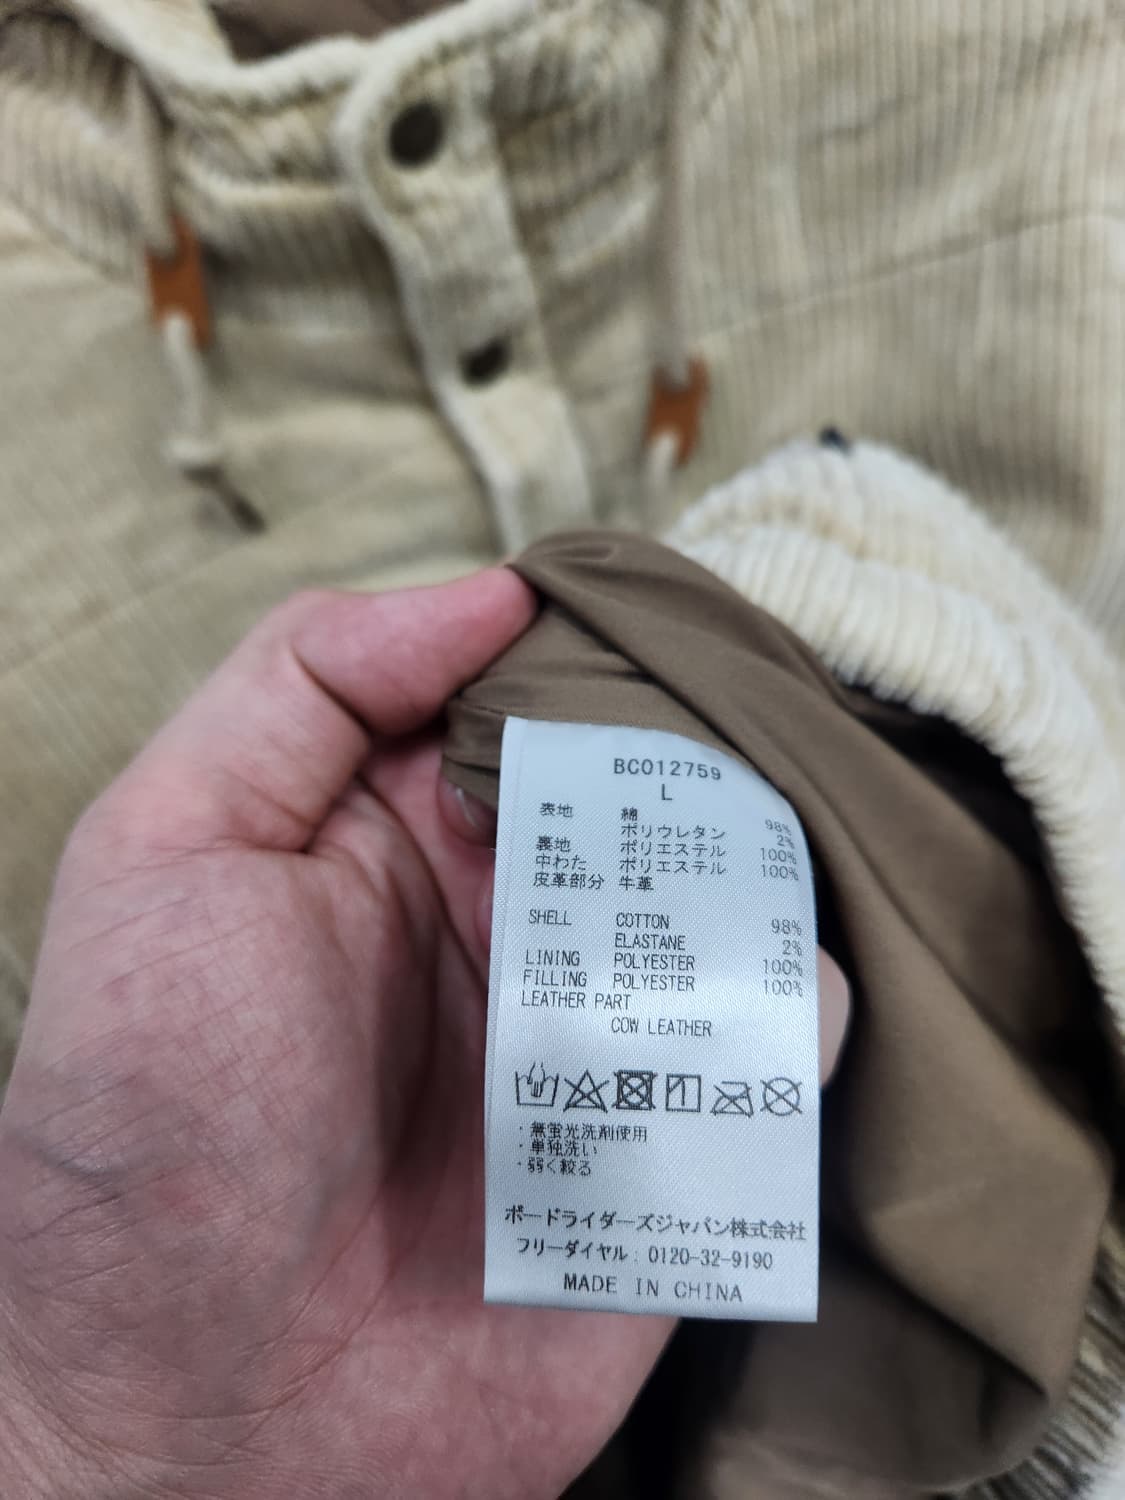 BC012759
L
表地 綿 98%
ポリウレタン 2%
裏地 ポリエステル 100%
中わた ポリエステル 100%
皮革部分 牛革
SHELL COTTON 98%
ELASTANE 2%
LINING POLYESTER 100%
FILLING POLYESTER 100%
LEATHER PART
COW LEATHER
・無蛍光洗剤使用
・単独洗い
・弱く絞る
ボードライダーズジャパン株式会社
フリーダイヤル: 0120-32-9190
MADE IN CHINA